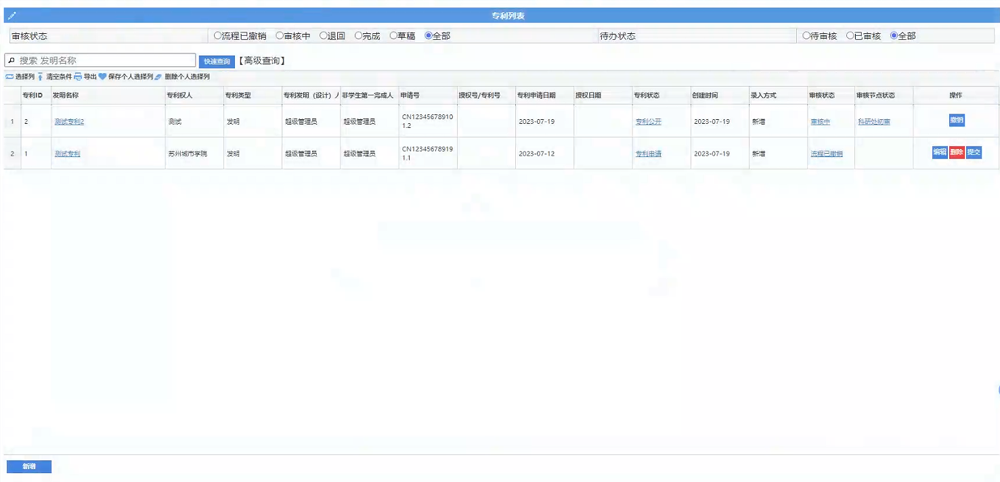 专利列表
审核状态 流程已撤销 审核中 退回 完成 草稿 全部 待办状态 待审核 已审核 全部
搜索 发明名称 快速查询 【高级查询】
选择列 清空条件 导出 保存个人选择列 删除个人选择列
专利ID 发明名称 专利权人 专利类型 专利发明（设计）人 非学生第一完成人 申请号 授权号/专利号 专利申请日期 授权日期 专利状态 创建时间 录入方式 审核状态 审核节点状态 操作
1 2 测试专利2 测试 发明 超级管理员 超级管理员 CN12345678910 2023-07-19 专利公开 2023-07-19 新增 审核中 科研处初审 撤销
1.2
2 1 测试专利 苏州城市学院 发明 超级管理员 超级管理员 CN12345678919 2023-07-12 专利申请 2023-07-19 新增 流程已撤销 编辑 删除 提交
1.1
新增